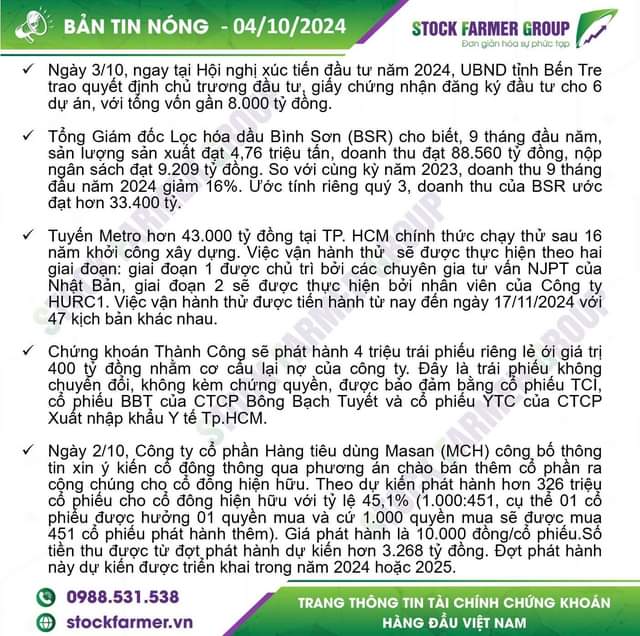 BẢN TIN NÓNG - 04/10/2024
STOCK FARMER GROUP
Đơn giản hóa sự phức tạp
Ngày 3/10, ngay tại Hội nghị xúc tiến đầu tư năm 2024, UBND tỉnh Bến Tre
trao quyết định chủ trương đầu tư, giấy chứng nhận đăng ký đầu tư cho 6
dự án, với tổng vốn gần 8.000 tỷ đồng.
Tổng Giám đốc Lọc hóa dầu Bình Sơn (BSR) cho biết, 9 tháng đầu năm,
sản lượng sản xuất đạt 4,76 triệu tấn, doanh thu đạt 88.560 tỷ đồng, nộp
ngân sách đạt 9.209 tỷ đồng. So với cùng kỳ năm 2023, doanh thu 9 tháng
đầu năm 2024 giảm 16%. Ước tính riêng quý 3, doanh thu của BSR ước
đạt hơn 33.400 tỷ.
Tuyến Metro hơn 43.000 tỷ đồng tại TP. HCM chính thức chạy thử sau 16
năm khởi công xây dựng. Việc vận hành thử sẽ được thực hiện theo hai
giai đoạn: giai đoạn 1 được chủ trì bởi các chuyên gia tư vấn NJPT của
Nhật Bản, giai đoạn 2 sẽ được thực hiện bởi nhân viên của Công ty
HURC1. Việc vận hành thử được tiến hành từ nay đến ngày 17/11/2024 với
47 kịch bản khác nhau.
Chứng khoán Thành Công sẽ phát hành 4 triệu trái phiếu riêng lẻ ới giá trị
400 tỷ đồng nhằm cơ cấu lại nợ của công ty. Đây là trái phiếu không
chuyển đổi, không kèm chứng quyền, được bảo đảm bằng cổ phiếu TCI,
cổ phiếu BBT của CTCP Bông Bạch Tuyết và cổ phiếu YTC của CTCP
Xuất nhập khẩu Y tế Tp.HCM.
Ngày 2/10, Công ty cổ phần Hàng tiêu dùng Masan (MCH) công bố thông
tin xin ý kiến cổ đông thông qua phương án chào bán thêm cổ phần ra
công chúng cho cổ đông hiện hữu. Theo dự kiến phát hành hơn 326 triệu
cổ phiếu cho cổ đông hiện hữu với tỷ lệ 45,1% (1.000:451, cụ thể 01 cổ
phiếu được hưởng 01 quyền mua và cứ 1.000 quyền mua sẽ được mua
451 cổ phiếu phát hành thêm). Giá phát hành là 10.000 đồng/cổ phiếu.Số
tiền thu được từ đợt phát hành dự kiến hơn 3.268 tỷ đồng. Đợt phát hành
này dự kiến được triển khai trong năm 2024 hoặc 2025.
0988.531.538
stockfarmer.vn
TRANG THÔNG TIN TÀI CHÍNH CHỨNG KHOÁN
HÀNG ĐẦU VIỆT NAM
STOCK FARMER GROUP
STOCK FARMER GROUP